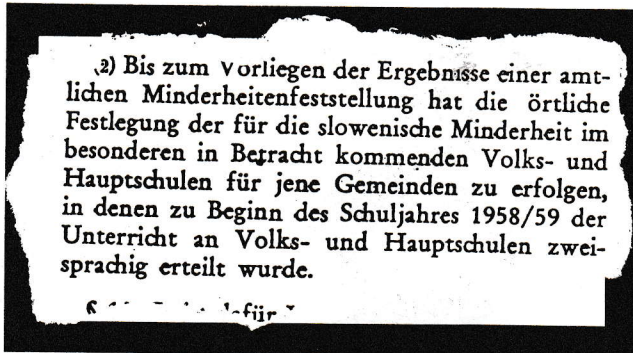 (2) Bis zum Vorliegen der Ergebnisse einer amt-
lichen Minderheitenfeststellung hat die örtliche
Festlegung der für die slowenische Minderheit im
besonderen in Betracht kommenden Volks- und
Hauptschulen für jene Gemeinden zu erfolgen,
in denen zu Beginn des Schuljahres 1958/59 der
Unterricht an Volks- und Hauptschulen zwei-
sprachig erteilt wurde.